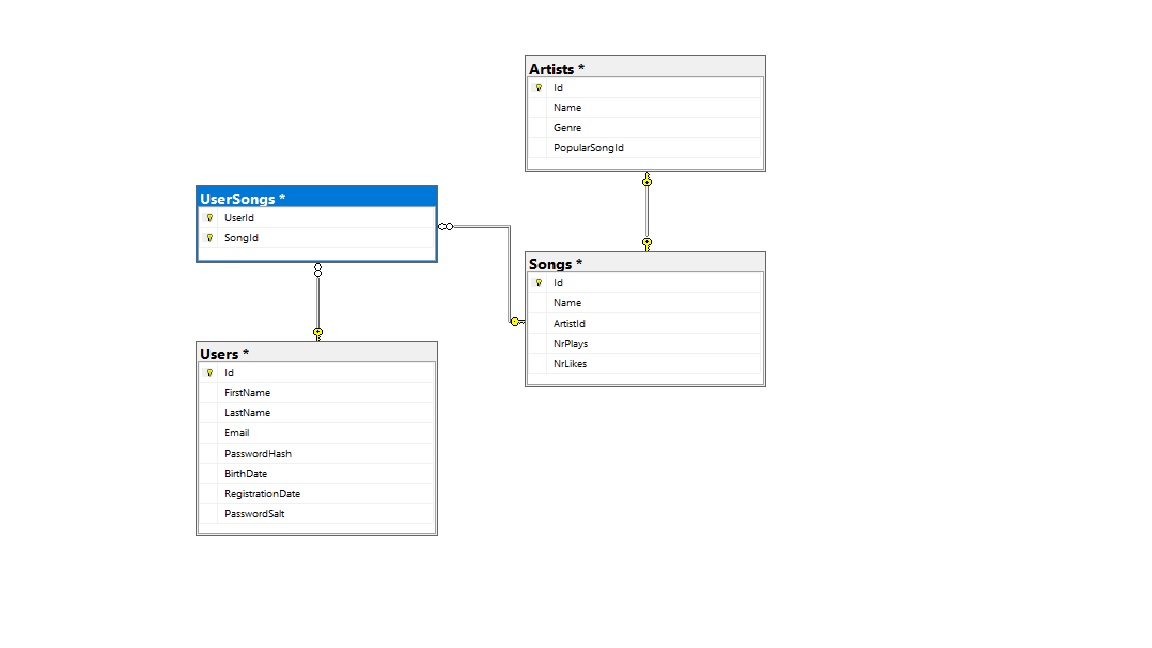 Artists *
Id
Name
Genre
PopularSongId
UserSongs *
UserId
SongId
Songs *
Id
Name
ArtistId
NrPlays
NrLikes
Users *
Id
FirstName
LastName
Email
PasswordHash
BirthDate
RegistrationDate
PasswordSalt